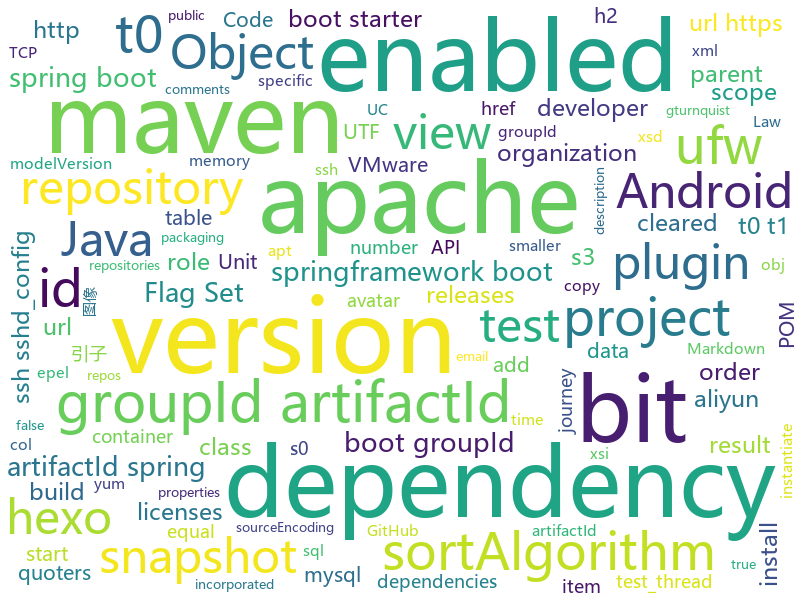 public
http
t0
Code
boot starter
h2
url https
TCP
Object
enabled
xml
spring boot
comments
specific
parent
scope
maven
UC
href
developer
gturnquist
UTF
view
groupId
xsd
Law
modelVersion
memory
VMware
organization
ufw
ssh
repository
apache
description
Android
table
Java
packaging
number
API
smaller
cleared
t0 t1
repositories
role
Unit
apt
springframework boot
s3
plugin
obj
id
Flag Set
avatar
releases
copy
ssh sshd_config
url
version
test
project
POM
引子
email
add
data
Markdown
epel
repos
groupId artifactId
time
journey
bit
order
aliyun
false
col
container
class
s0
boot groupId
xsi
result
instantiate
artifactId spring
dependency
build
yum
properties
hexo
licenses
sourceEncoding
GitHub
artifactId
equal
start
snapshot
sql
sortAlgorithm
install
true
quoters
incorporated
mysql
dependencies
item
test_thread